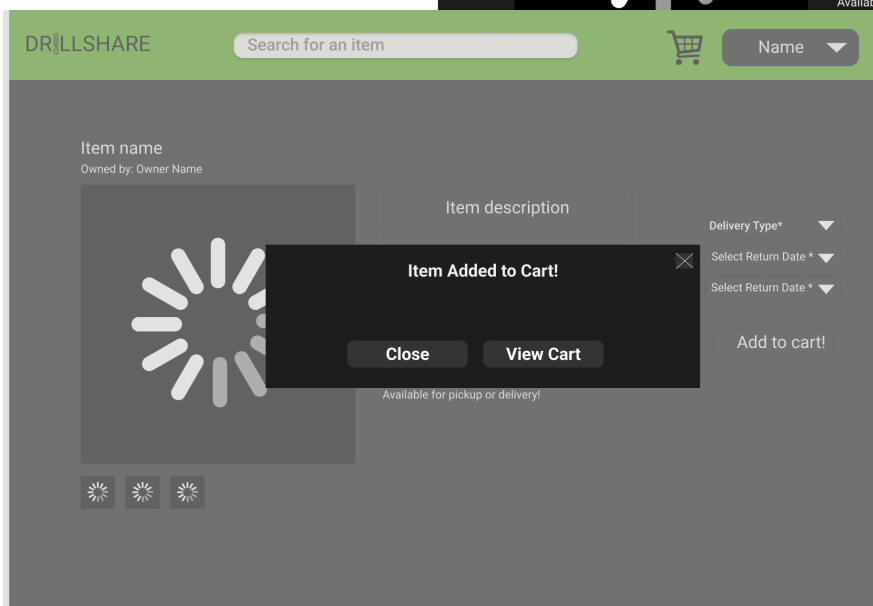 Availab
DRILLSHARE
Search for an item
Name
Item name
Owned by: Owner Name
Item description
Delivery Type*
Select Return Date *
Select Return Date *
Item Added to Cart!
Close
View Cart
Add to cart!
Available for pickup or delivery!